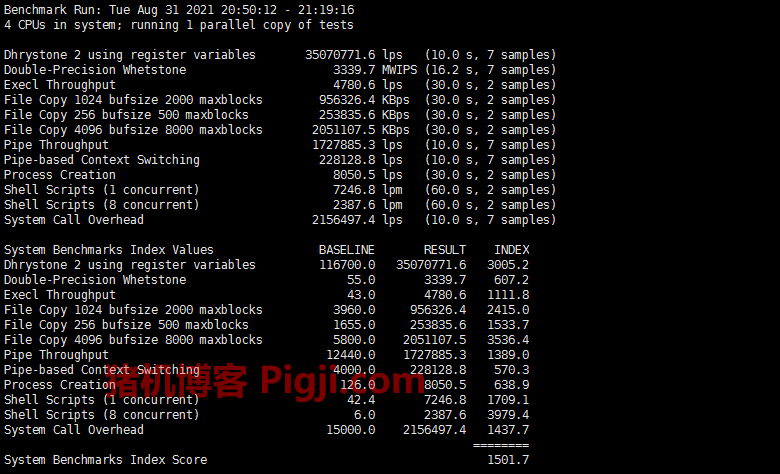 Benchmark Run: Tue Aug 31 2021 20:50:12 - 21:19:16
4 CPUs in system; running 1 parallel copy of tests
Dhrystone 2 using register variables 35070771.6 lps (10.0 s, 7 samples)
Double-Precision Whetstone 3339.7 MWIPS (16.2 s, 7 samples)
Execl Throughput 4780.6 lps (30.0 s, 2 samples)
File Copy 1024 bufsize 2000 maxblocks 956326.4 KBps (30.0 s, 2 samples)
File Copy 256 bufsize 500 maxblocks 253835.6 KBps (30.0 s, 2 samples)
File Copy 4096 bufsize 8000 maxblocks 2051107.5 KBps (30.0 s, 2 samples)
Pipe Throughput 1727885.3 lps (10.0 s, 7 samples)
Pipe-based Context Switching 228128.8 lps (10.0 s, 7 samples)
Process Creation 8050.5 lps (30.0 s, 2 samples)
Shell Scripts (1 concurrent) 7246.8 lpm (60.0 s, 2 samples)
Shell Scripts (8 concurrent) 2387.6 lpm (60.0 s, 2 samples)
System Call Overhead 2156497.4 lps (10.0 s, 7 samples)
System Benchmarks Index Values BASELINE RESULT INDEX
Dhrystone 2 using register variables 116700.0 35070771.6 3005.2
Double-Precision Whetstone 55.0 3339.7 607.2
Execl Throughput 43.0 4780.6 1111.8
File Copy 1024 bufsize 2000 maxblocks 3960.0 956326.4 2415.0
File Copy 256 bufsize 500 maxblocks 1655.0 253835.6 1533.7
File Copy 4096 bufsize 8000 maxblocks 5800.0 2051107.5 3536.4
Pipe Throughput 12440.0 1727885.3 1389.0
Pipe-based Context Switching 4000.0 228128.8 570.3
猪机博客 Pigji.com
Process Creation 126.0 8050.5 638.9
Shell Scripts (1 concurrent) 42.4 7246.8 1709.1
Shell Scripts (8 concurrent) 6.0 2387.6 3979.4
System Call Overhead 15000.0 2156497.4 1437.7
========
System Benchmarks Index Score 1501.7